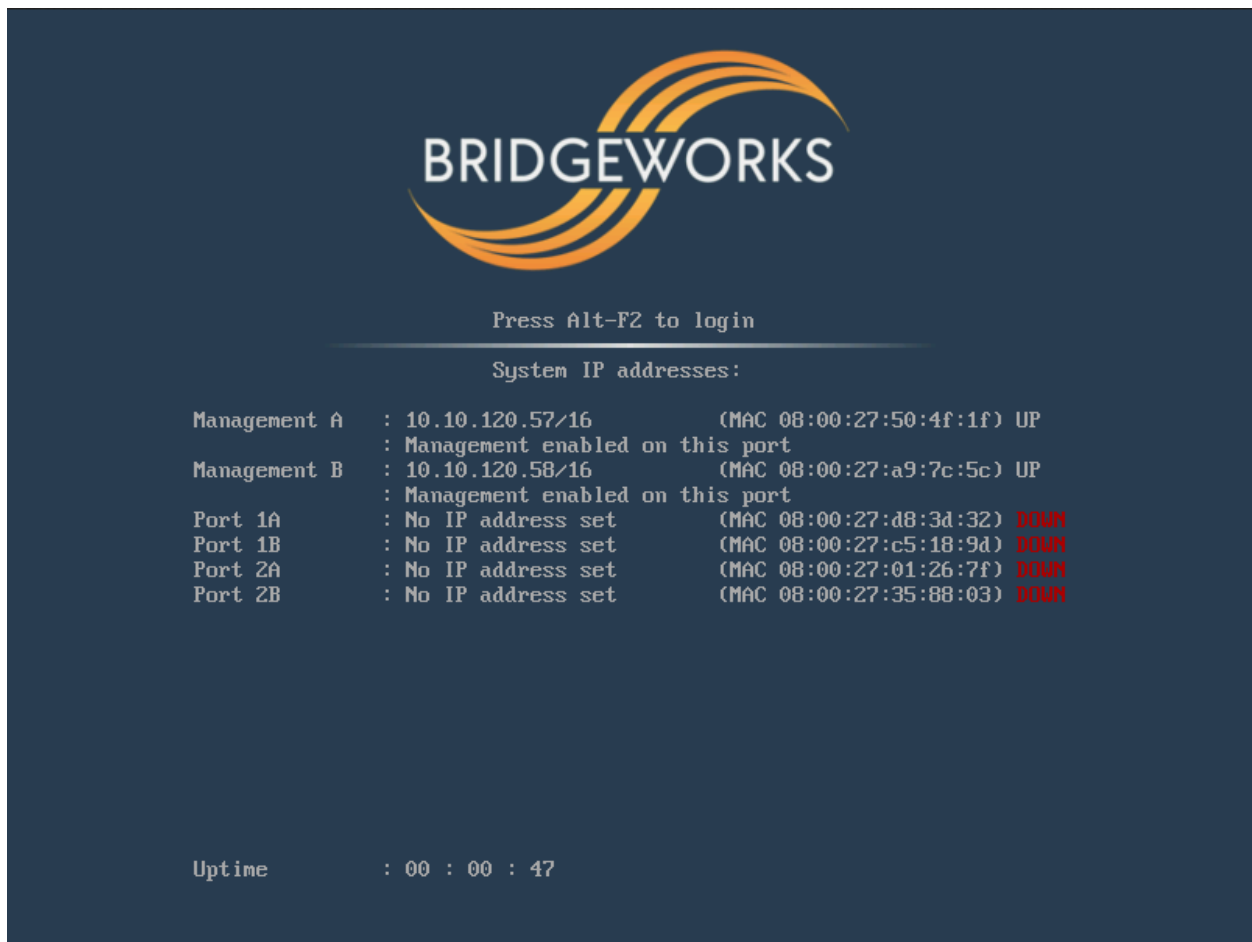 BRIDGEWORKS
Press Alt-F2 to login
System IP addresses:
Management A : 10.10.120.57/16 (MAC 08:00:27:50:4f:1f) UP
: Management enabled on this port
Management B : 10.10.120.58/16 (MAC 08:00:27:a9:7c:5c) UP
: Management enabled on this port
Port 1A : No IP address set (MAC 08:00:27:d8:3d:32) DOWN
Port 1B : No IP address set (MAC 08:00:27:c5:18:9d) DOWN
Port 2A : No IP address set (MAC 08:00:27:01:26:7f) DOWN
Port 2B : No IP address set (MAC 08:00:27:35:88:03) DOWN
Uptime : 00 : 00 : 47